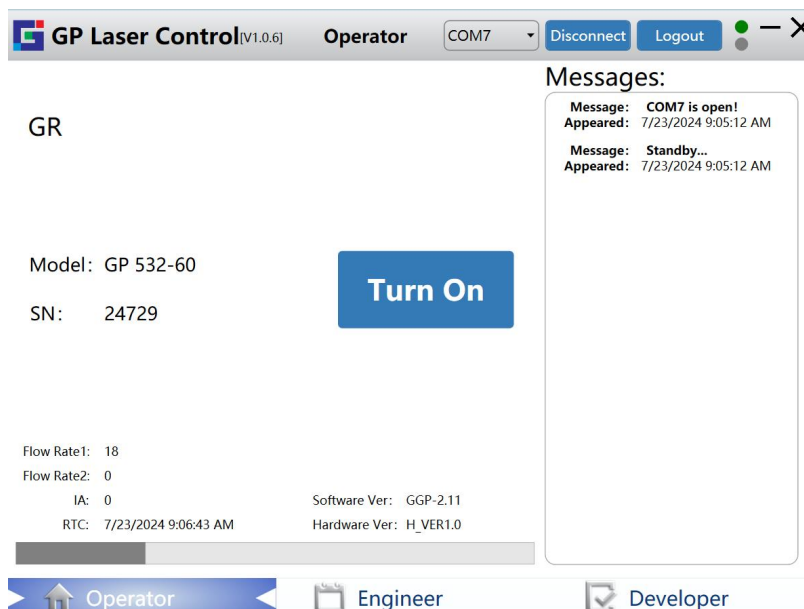 GP Laser Control[V1.0.6] Operator COM7 Disconnect Logout
Messages:
Message: COM7 is open!
Appeared: 7/23/2024 9:05:12 AM
Message: Standby...
Appeared: 7/23/2024 9:05:12 AM
GR
Model: GP 532-60
SN: 24729
Turn On
Flow Rate1: 18
Flow Rate2: 0
IA: 0
RTC: 7/23/2024 9:06:43 AM
Software Ver: GGP-2.11
Hardware Ver: H_VER1.0
Operator Engineer Developer